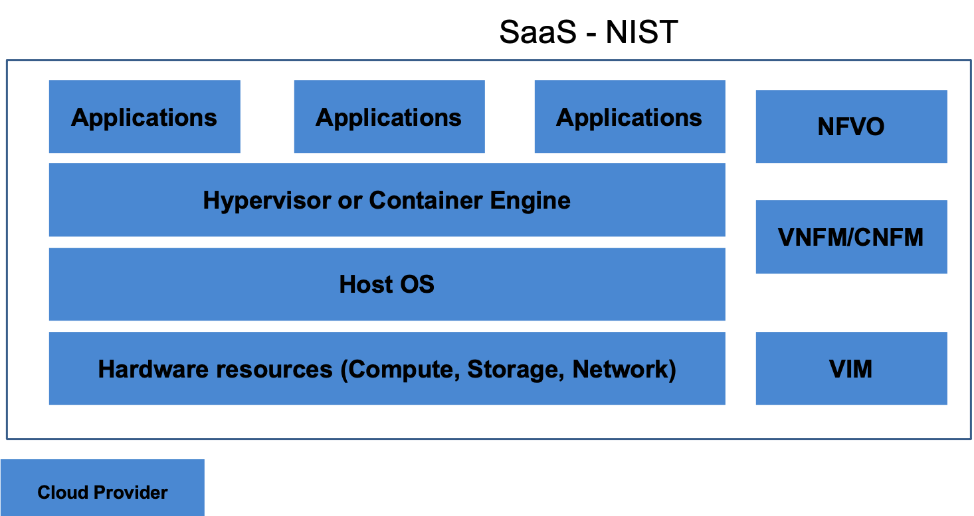 SaaS - NIST
Applications
Applications
Applications
NFVO
Hypervisor or Container Engine
VNFM/CNFM
Host OS
Hardware resources (Compute, Storage, Network)
VIM
Cloud Provider